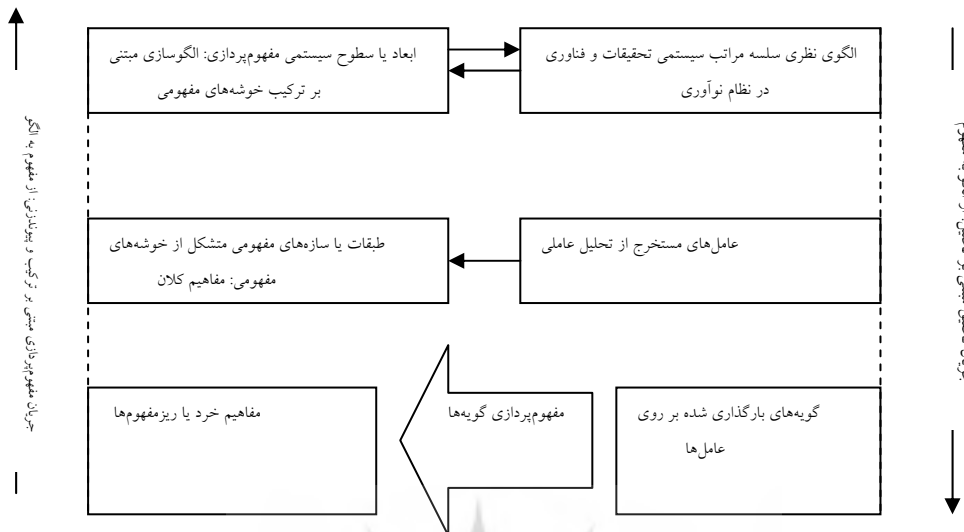 الگوی نظری سلسه مراتب سیستمی تحقیقات و فناوری
در نظام نوآوری
ابعاد یا سطوح سیستمی مفهوم‌پردازی: الگوسازی مبتنی
بر ترکیب خوشه‌های مفهومی
عامل‌های مستخرج از تحلیل عاملی
طبقات یا سازه‌های مفهومی متشکل از خوشه‌های
مفهومی: مفاهیم کلان
گویه‌های بارگذاری شده بر روی
عامل‌ها
مفهوم‌پردازی گویه‌ها
مفاهیم خرد یا ریزمفهوم‌ها
جریان مفهوم‌پردازی مبتنی بر ترکیب و پیوندزنی: از مفهوم به الگو